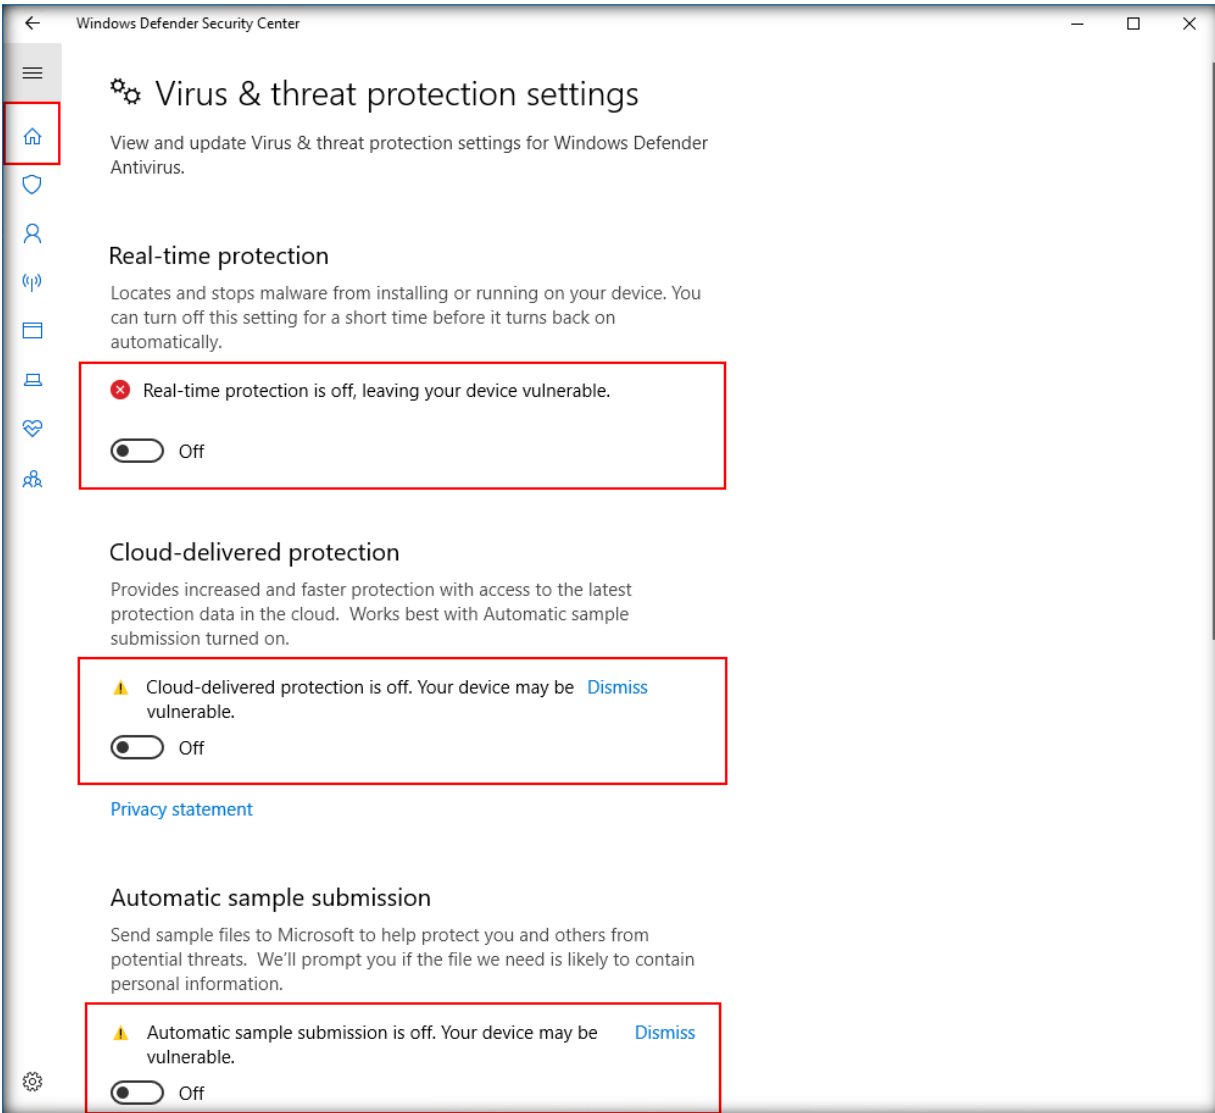 Windows Defender Security Center
Virus & threat protection settings
View and update Virus & threat protection settings for Windows Defender
Antivirus.
Real-time protection
Locates and stops malware from installing or running on your device. You
can turn off this setting for a short time before it turns back on
automatically.
Real-time protection is off, leaving your device vulnerable.
Off
Cloud-delivered protection
Provides increased and faster protection with access to the latest
protection data in the cloud. Works best with Automatic sample
submission turned on.
Cloud-delivered protection is off. Your device may be Dismiss
vulnerable.
Off
Privacy statement
Automatic sample submission
Send sample files to Microsoft to help protect you and others from
potential threats. We'll prompt you if the file we need is likely to contain
personal information.
Automatic sample submission is off. Your device may be Dismiss
vulnerable.
Off